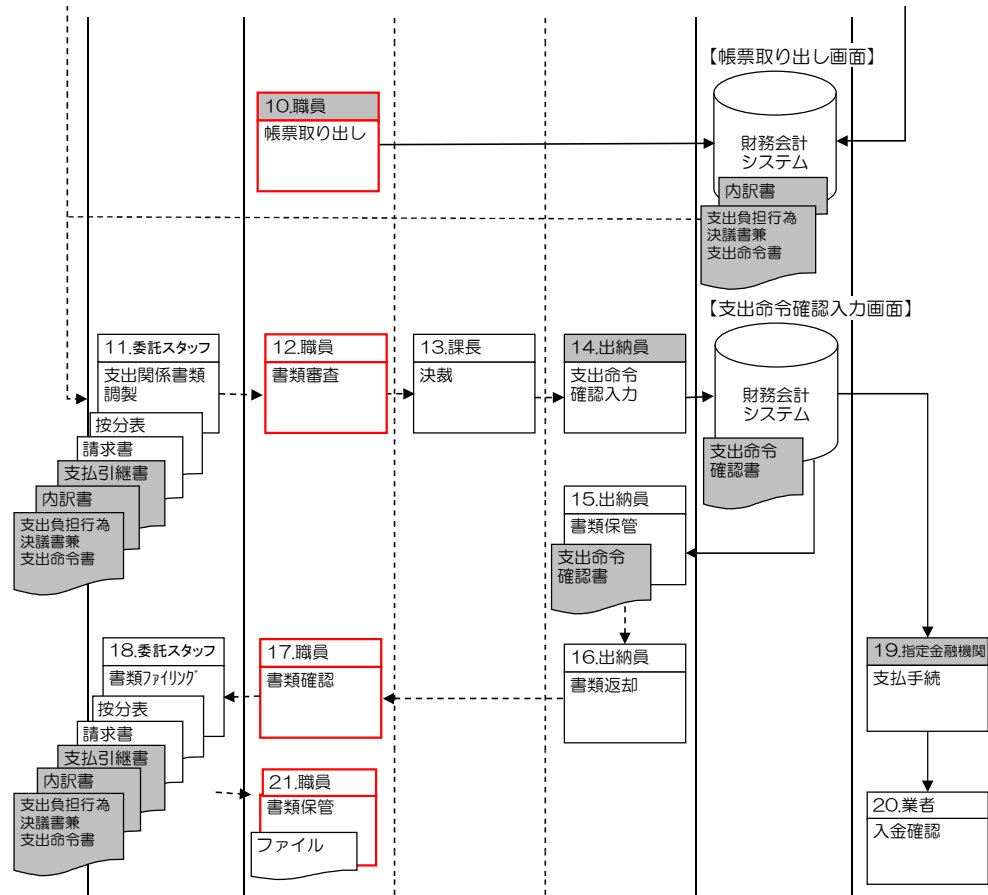 【帳票取り出し画面】
10.職員
帳票取り出し
財務会計
システム
内訳書
支出負担行為
決議書兼
支出命令書
【支出命令確認入力画面】
11.委託スタッフ
支出関係書類
調製
按分表
請求書
支払引継書
内訳書
支出負担行為
決議書兼
支出命令書
12.職員
書類審査
13.課長
決裁
14.出納員
支出命令
確認入力
財務会計
システム
支出命令
確認書
15.出納員
書類保管
支出命令
確認書
16.出納員
書類返却
17.職員
書類確認
18.委託スタッフ
書類ファイリング
按分表
請求書
支払引継書
内訳書
支出負担行為
決議書兼
支出命令書
19.指定金融機関
支払手続
20.業者
入金確認
21.職員
書類保管
ファイル